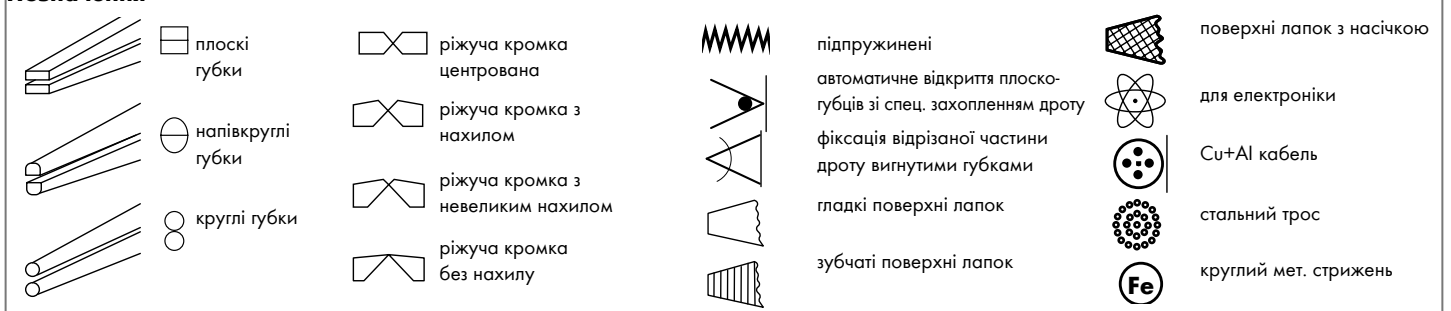 плоскі
губки
напівкруглі
губки
круглі губки
ріжуча кромка
центрована
ріжуча кромка з
нахилом
ріжуча кромка з
невеликим нахилом
ріжуча кромка
без нахилу
підпружинені
автоматичне відкриття плоско-
губців зі спец. захопленням дроту
фіксація відрізаної частини
дроту вигнутими губками
гладкі поверхні лапок
зубчаті поверхні лапок
поверхні лапок з насічкою
для електроніки
Cu+Al кабель
стальний трос
Fe
круглий мет. стрижень